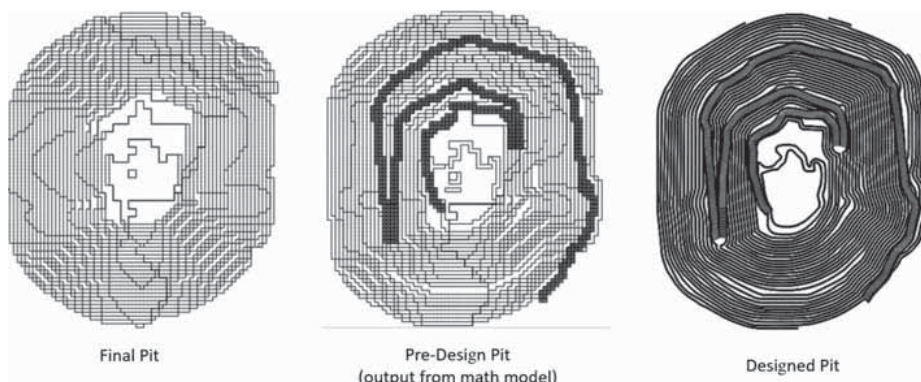 Final Pit
Pre-Design Pit
(output from math model)
Designed Pit